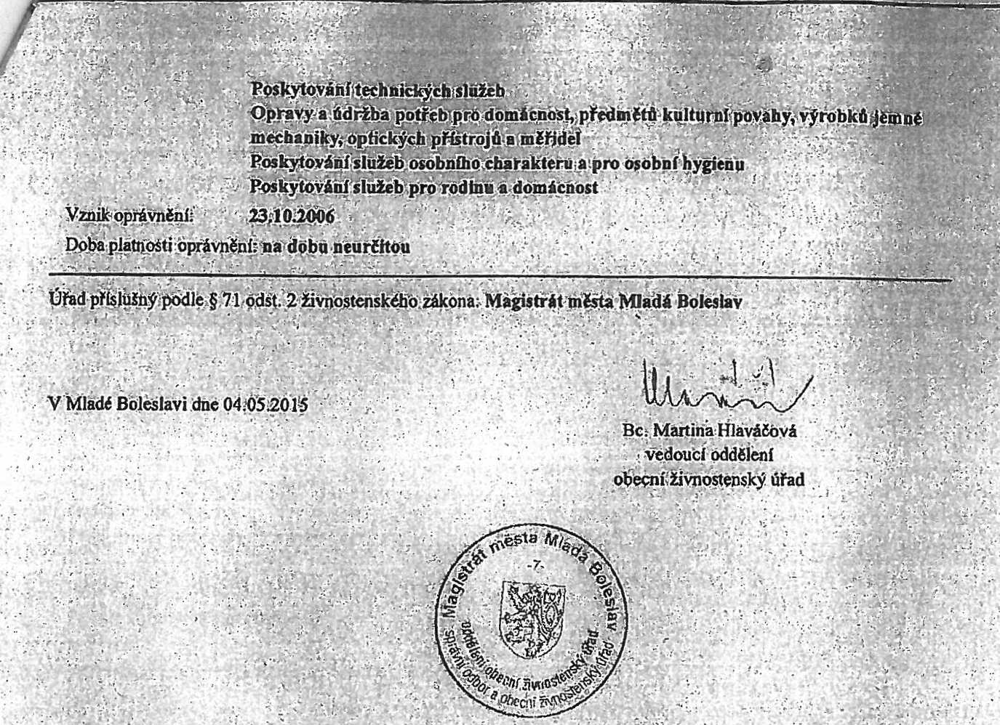 Poskytování technických služeb
Opravy a údržba potřeb pro domácnost, předmětů kulturní povahy, výrobků jemné
mechaniky, optických přístrojů a měřidel
Poskytování služeb osobního charakteru a pro osobní hygienu
Poskytování služeb pro rodinu a domácnost
Vznik oprávnění: 23.10.2006
Doba platnosti oprávnění: na dobu neurčitou
Úřad příslušný podle § 71 odst. 2 živnostenského zákona: Magistrát města Mladá Boleslav
V Mladé Boleslavi dne 04.05.2015
Bc. Martina Hlaváčová
vedoucí oddělení
obecní živnostenský úřad
Magistrát města Mladá Boleslav
-7-
oddělení obecní živnostenský úřad
správní odbor a obecní živnostenský úřad